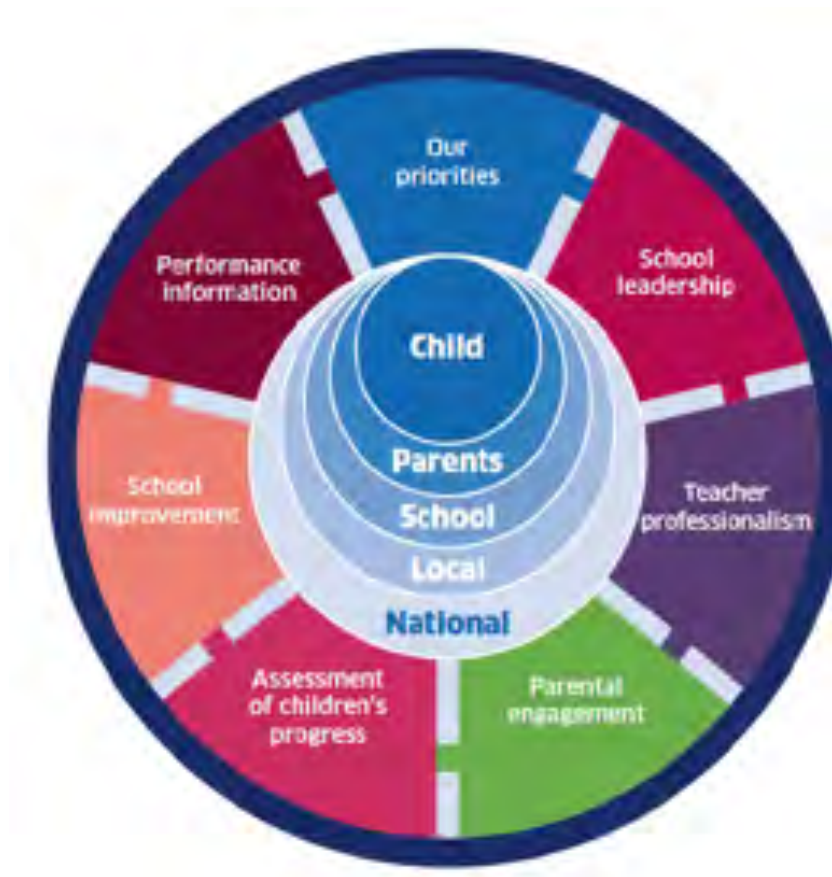 Our
priorities
School
leadership
Teacher
professionalism
Parental
engagement
Assessment
of children's
progress
School
improvement
Performance
information
Child
Parents
School
Local
National